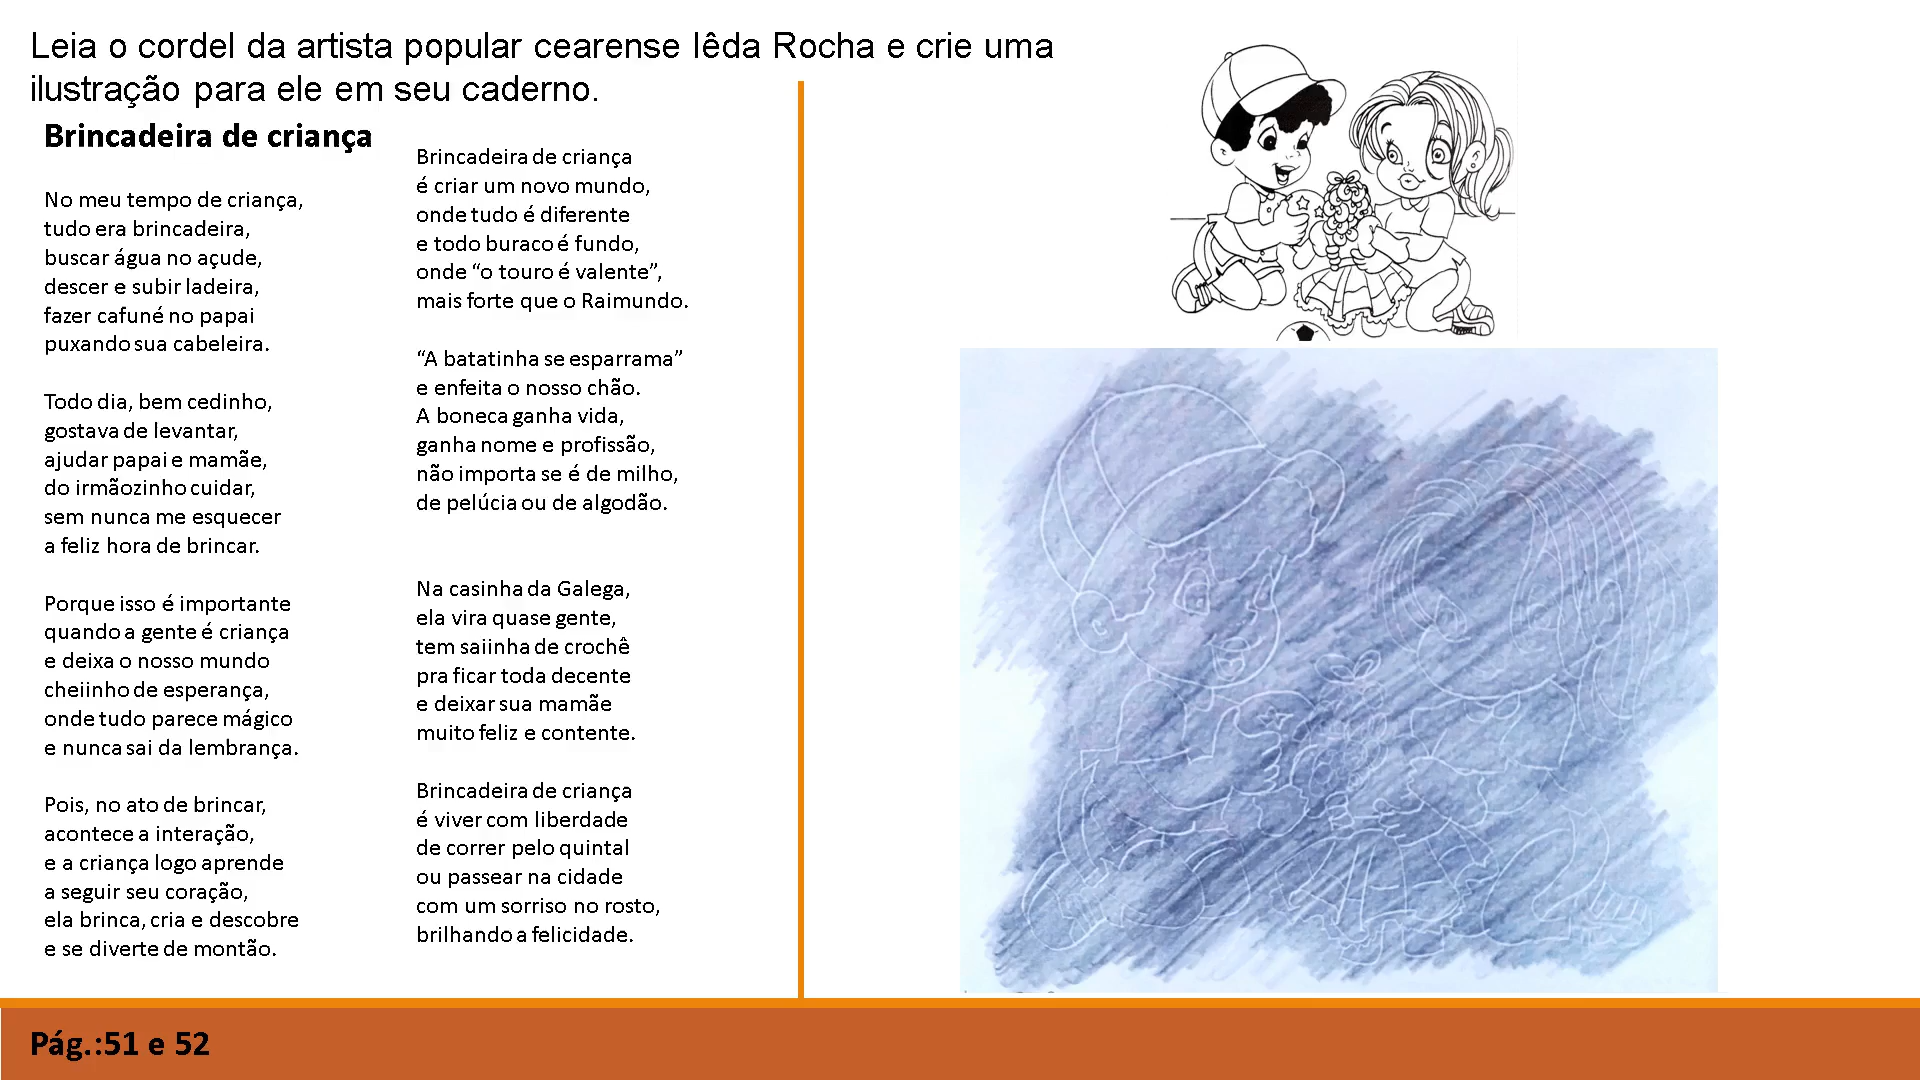 Leia o cordel da artista popular cearense Iêda Rocha e crie uma
ilustração para ele em seu caderno.
Brincadeira de criança
No meu tempo de criança,
tudo era brincadeira,
buscar água no açude,
descer e subir ladeira,
fazer cafuné no papai
puxando sua cabeleira.
Todo dia, bem cedinho,
gostava de levantar,
ajudar papai e mamãe,
do irmãozinho cuidar,
sem nunca me esquecer
a feliz hora de brincar.
Porque isso é importante
quando a gente é criança
e deixa o nosso mundo
cheiinho de esperança,
onde tudo parece mágico
e nunca sai da lembrança.
Pois, no ato de brincar,
acontece a interação,
e a criança logo aprende
a seguir seu coração,
ela brinca, cria e descobre
e se diverte de montão.
Brincadeira de criança
é criar um novo mundo,
onde tudo é diferente
e todo buraco é fundo,
onde “o touro é valente”,
mais forte que o Raimundo.
“A batatinha se esparrama”
e enfeita o nosso chão.
A boneca ganha vida,
ganha nome e profissão,
não importa se é de milho,
de pelúcia ou de algodão.
Na casinha da Galega,
ela vira quase gente,
tem saiinha de crochê
pra ficar toda decente
e deixar sua mamãe
muito feliz e contente.
Brincadeira de criança
é viver com liberdade
de correr pelo quintal
ou passear na cidade
com um sorriso no rosto,
brilhando a felicidade.
Pág.:51 e 52